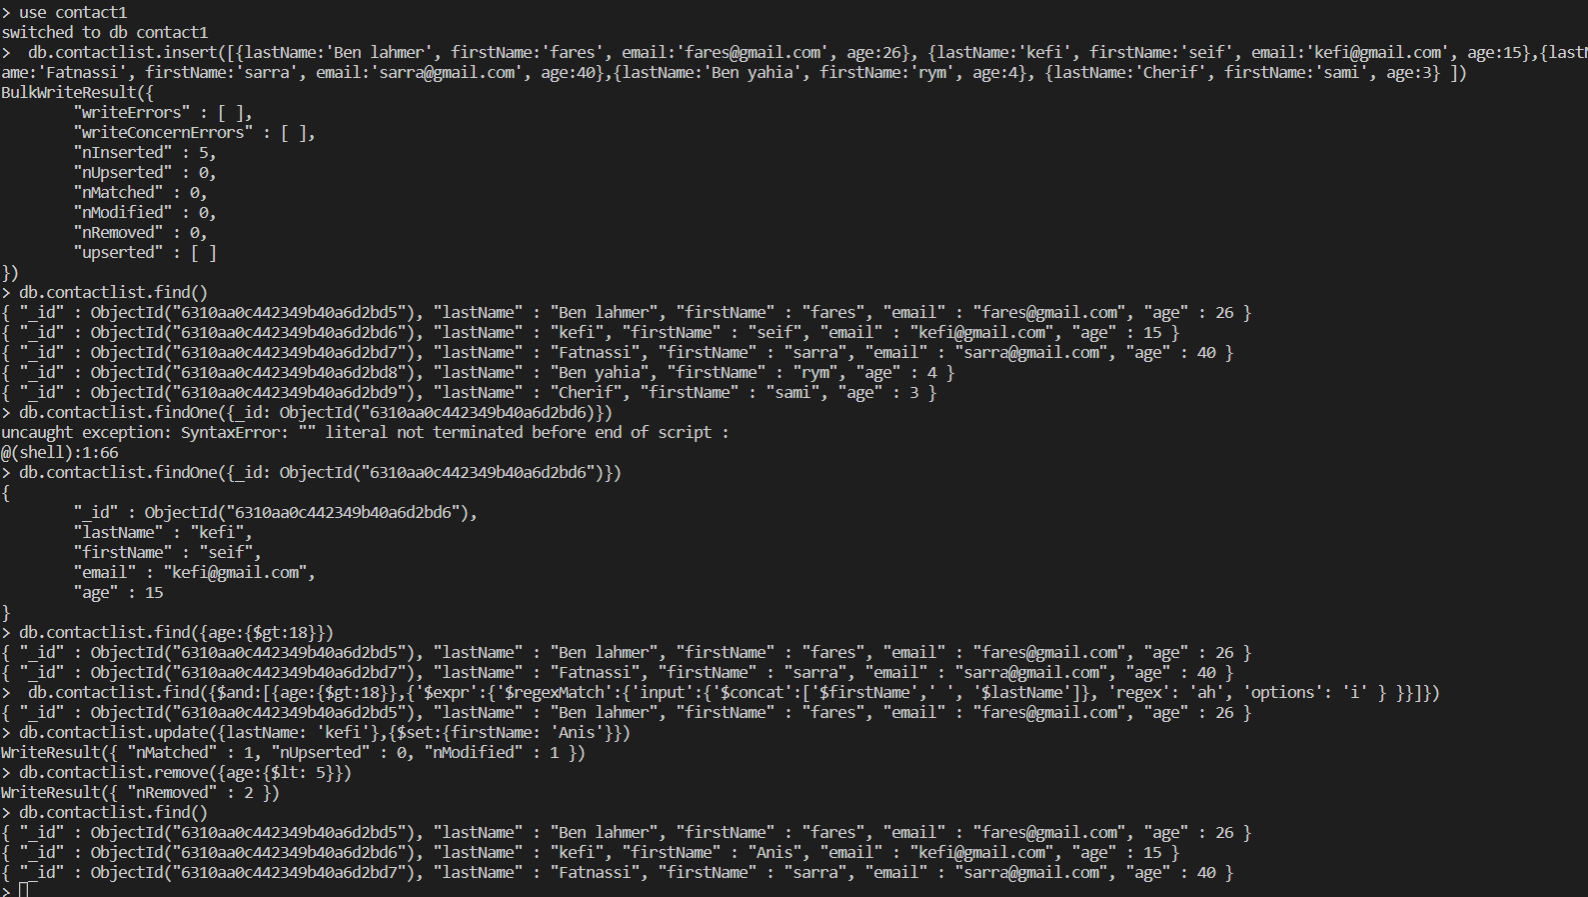 > use contact1
switched to db contact1
>  db.contactlist.insert([{lastName:'Ben lahmer', firstName:'fares', email:'fares@gmail.com', age:26}, {lastName:'kefi', firstName:'seif', email:'kefi@gmail.com', age:15},{lastN
ame:'Fatnassi', firstName:'sarra', email:'sarra@gmail.com', age:40},{lastName:'Ben yahia', firstName:'rym', age:4}, {lastName:'Cherif', firstName:'sami', age:3} ])
BulkWriteResult({
        "writeErrors" : [ ],
        "writeConcernErrors" : [ ],
        "nInserted" : 5,
        "nUpserted" : 0,
        "nMatched" : 0,
        "nModified" : 0,
        "nRemoved" : 0,
        "upserted" : [ ]
})
> db.contactlist.find()
{ "_id" : ObjectId("6310aa0c442349b40a6d2bd5"), "lastName" : "Ben lahmer", "firstName" : "fares", "email" : "fares@gmail.com", "age" : 26 }
{ "_id" : ObjectId("6310aa0c442349b40a6d2bd6"), "lastName" : "kefi", "firstName" : "seif", "email" : "kefi@gmail.com", "age" : 15 }
{ "_id" : ObjectId("6310aa0c442349b40a6d2bd7"), "lastName" : "Fatnassi", "firstName" : "sarra", "email" : "sarra@gmail.com", "age" : 40 }
{ "_id" : ObjectId("6310aa0c442349b40a6d2bd8"), "lastName" : "Ben yahia", "firstName" : "rym", "age" : 4 }
{ "_id" : ObjectId("6310aa0c442349b40a6d2bd9"), "lastName" : "Cherif", "firstName" : "sami", "age" : 3 }
> db.contactlist.findOne({_id: ObjectId("6310aa0c442349b40a6d2bd6)})
uncaught exception: SyntaxError: "" literal not terminated before end of script :
@(shell):1:66
> db.contactlist.findOne({_id: ObjectId("6310aa0c442349b40a6d2bd6")})
{
        "_id" : ObjectId("6310aa0c442349b40a6d2bd6"),
        "lastName" : "kefi",
        "firstName" : "seif",
        "email" : "kefi@gmail.com",
        "age" : 15
}
> db.contactlist.find({age:{$gt:18}})
{ "_id" : ObjectId("6310aa0c442349b40a6d2bd5"), "lastName" : "Ben lahmer", "firstName" : "fares", "email" : "fares@gmail.com", "age" : 26 }
{ "_id" : ObjectId("6310aa0c442349b40a6d2bd7"), "lastName" : "Fatnassi", "firstName" : "sarra", "email" : "sarra@gmail.com", "age" : 40 }
>  db.contactlist.find({$and:[{age:{$gt:18}},{'$expr':{'$regexMatch':{'input':{'$concat':['$firstName',' ', '$lastName']}, 'regex': 'ah', 'options': 'i' } }}]})
{ "_id" : ObjectId("6310aa0c442349b40a6d2bd5"), "lastName" : "Ben lahmer", "firstName" : "fares", "email" : "fares@gmail.com", "age" : 26 }
> db.contactlist.update({lastName: 'kefi'},{$set:{firstName: 'Anis'}})
WriteResult({ "nMatched" : 1, "nUpserted" : 0, "nModified" : 1 })
> db.contactlist.remove({age:{$lt: 5}})
WriteResult({ "nRemoved" : 2 })
> db.contactlist.find()
{ "_id" : ObjectId("6310aa0c442349b40a6d2bd5"), "lastName" : "Ben lahmer", "firstName" : "fares", "email" : "fares@gmail.com", "age" : 26 }
{ "_id" : ObjectId("6310aa0c442349b40a6d2bd6"), "lastName" : "kefi", "firstName" : "Anis", "email" : "kefi@gmail.com", "age" : 15 }
{ "_id" : ObjectId("6310aa0c442349b40a6d2bd7"), "lastName" : "Fatnassi", "firstName" : "sarra", "email" : "sarra@gmail.com", "age" : 40 }
>